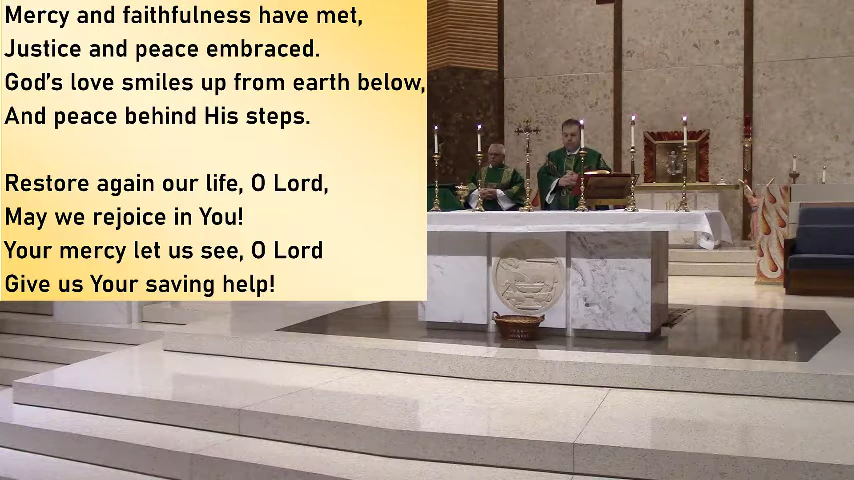 Mercy and faithfulness have met,
Justice and peace embraced.
God's love smiles up from earth below,
And peace behind His steps.
Restore again our life, O Lord,
May we rejoice in You!
Your mercy let us see, O Lord
Give us Your saving help!